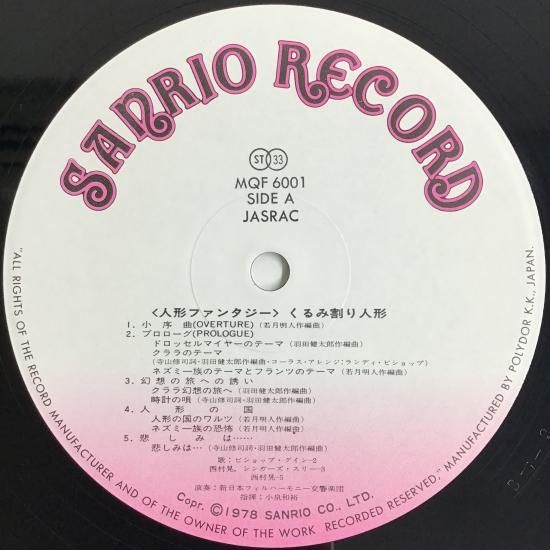 SANRIO RECORD
ST 33
MQF 6001
SIDE A
JASRAC
〈人形ファンタジー〉くるみ割り人形
1. 小序曲(OVERTURE)(若月明人作編曲)
2. プロローグ(PROLOGUE)
ドロッセルマイヤーのテーマ(羽田健太郎作編曲)
クララのテーマ
(寺山修司詞・羽田健太郎作編曲・コーラス・アレンジ:ランディ・ビショップ)
ネズミ一族のテーマとフランツのテーマ(若月明人作編曲)
3. 幻想の旅への誘い
クララ幻想の旅へ(羽田健太郎作編曲)
時計の唄(寺山修司詞・羽田健太郎作編曲)
4. 人形の国
人形の国のワルツ(若月明人作編曲)
ネズミ一族の恐怖(若月明人作編曲)
5. 悲しみは……
悲しみは…(寺山修司詞・羽田健太郎作編曲)
歌:ビショップ・グイン-2
西村晃, シンガーズ・スリー-3
西村晃-5
演奏:新日本フィルハーモニー交響楽団
指揮:小泉和裕
Copr. Ⓒ1978 SANRIO CO., LTD.
"ALL RIGHTS OF THE RECORD MANUFACTURER AND OF THE OWNER OF THE WORK RECORDED RESERVED," MANUFACTURED BY POLYDOR K.K., JAPAN.